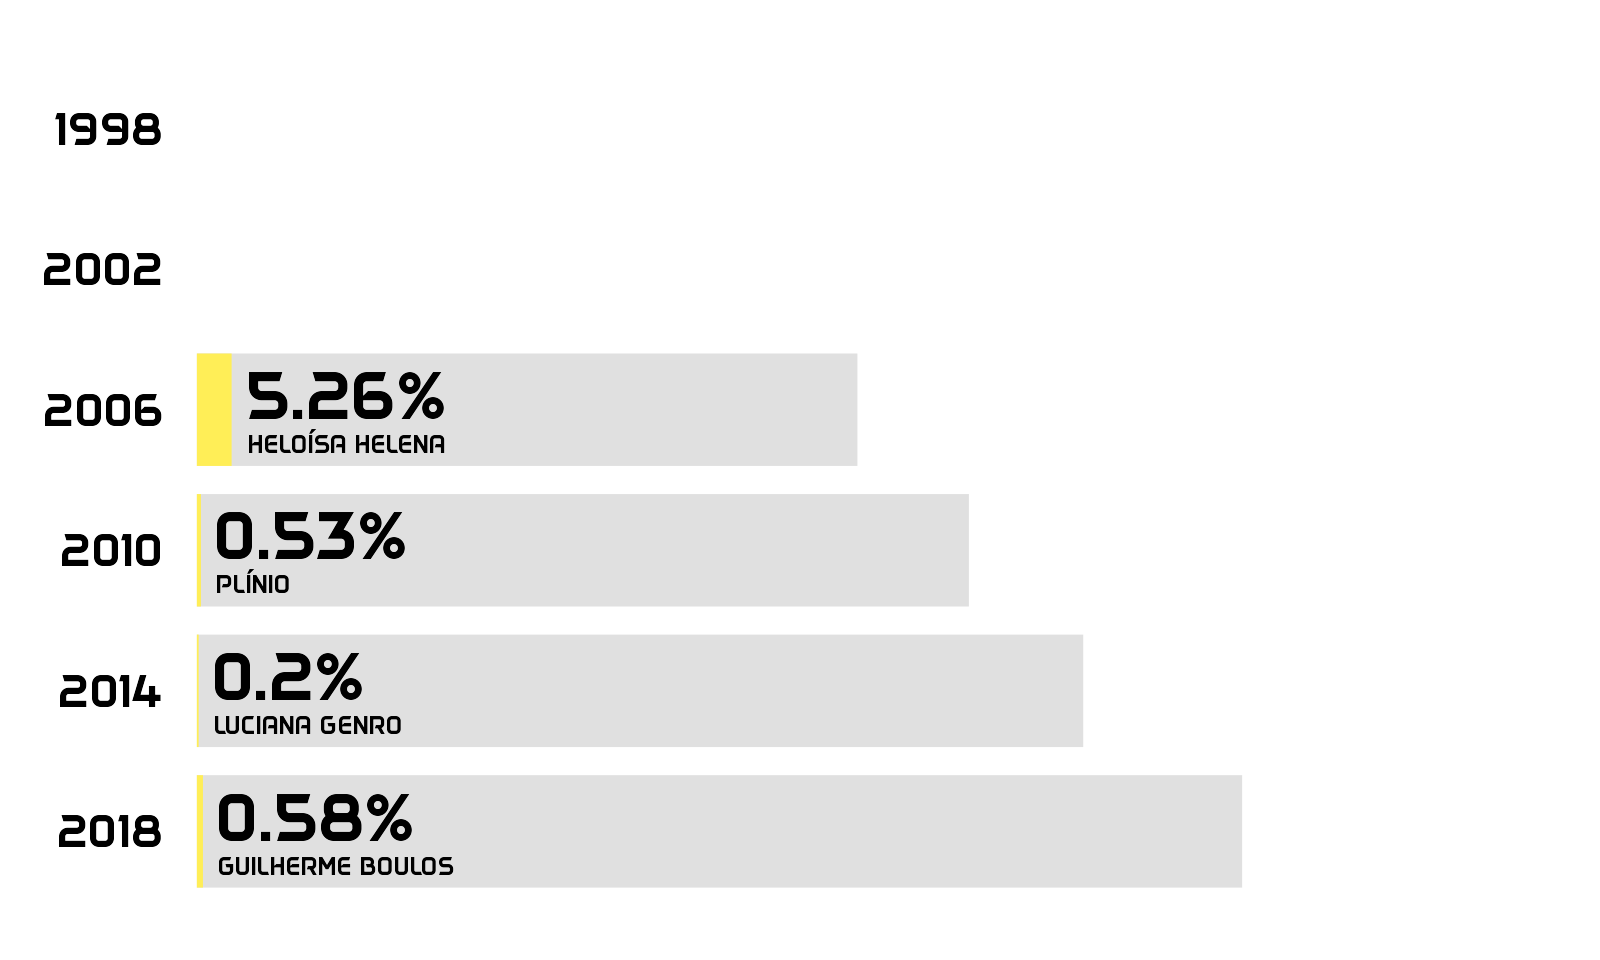 1998
2002
2006
5.26%
HELOÍSA HELENA
2010
0.53%
PLÍNIO
2014
0.2%
LUCIANA GENRO
2018
0.58%
GUILHERME BOULOS